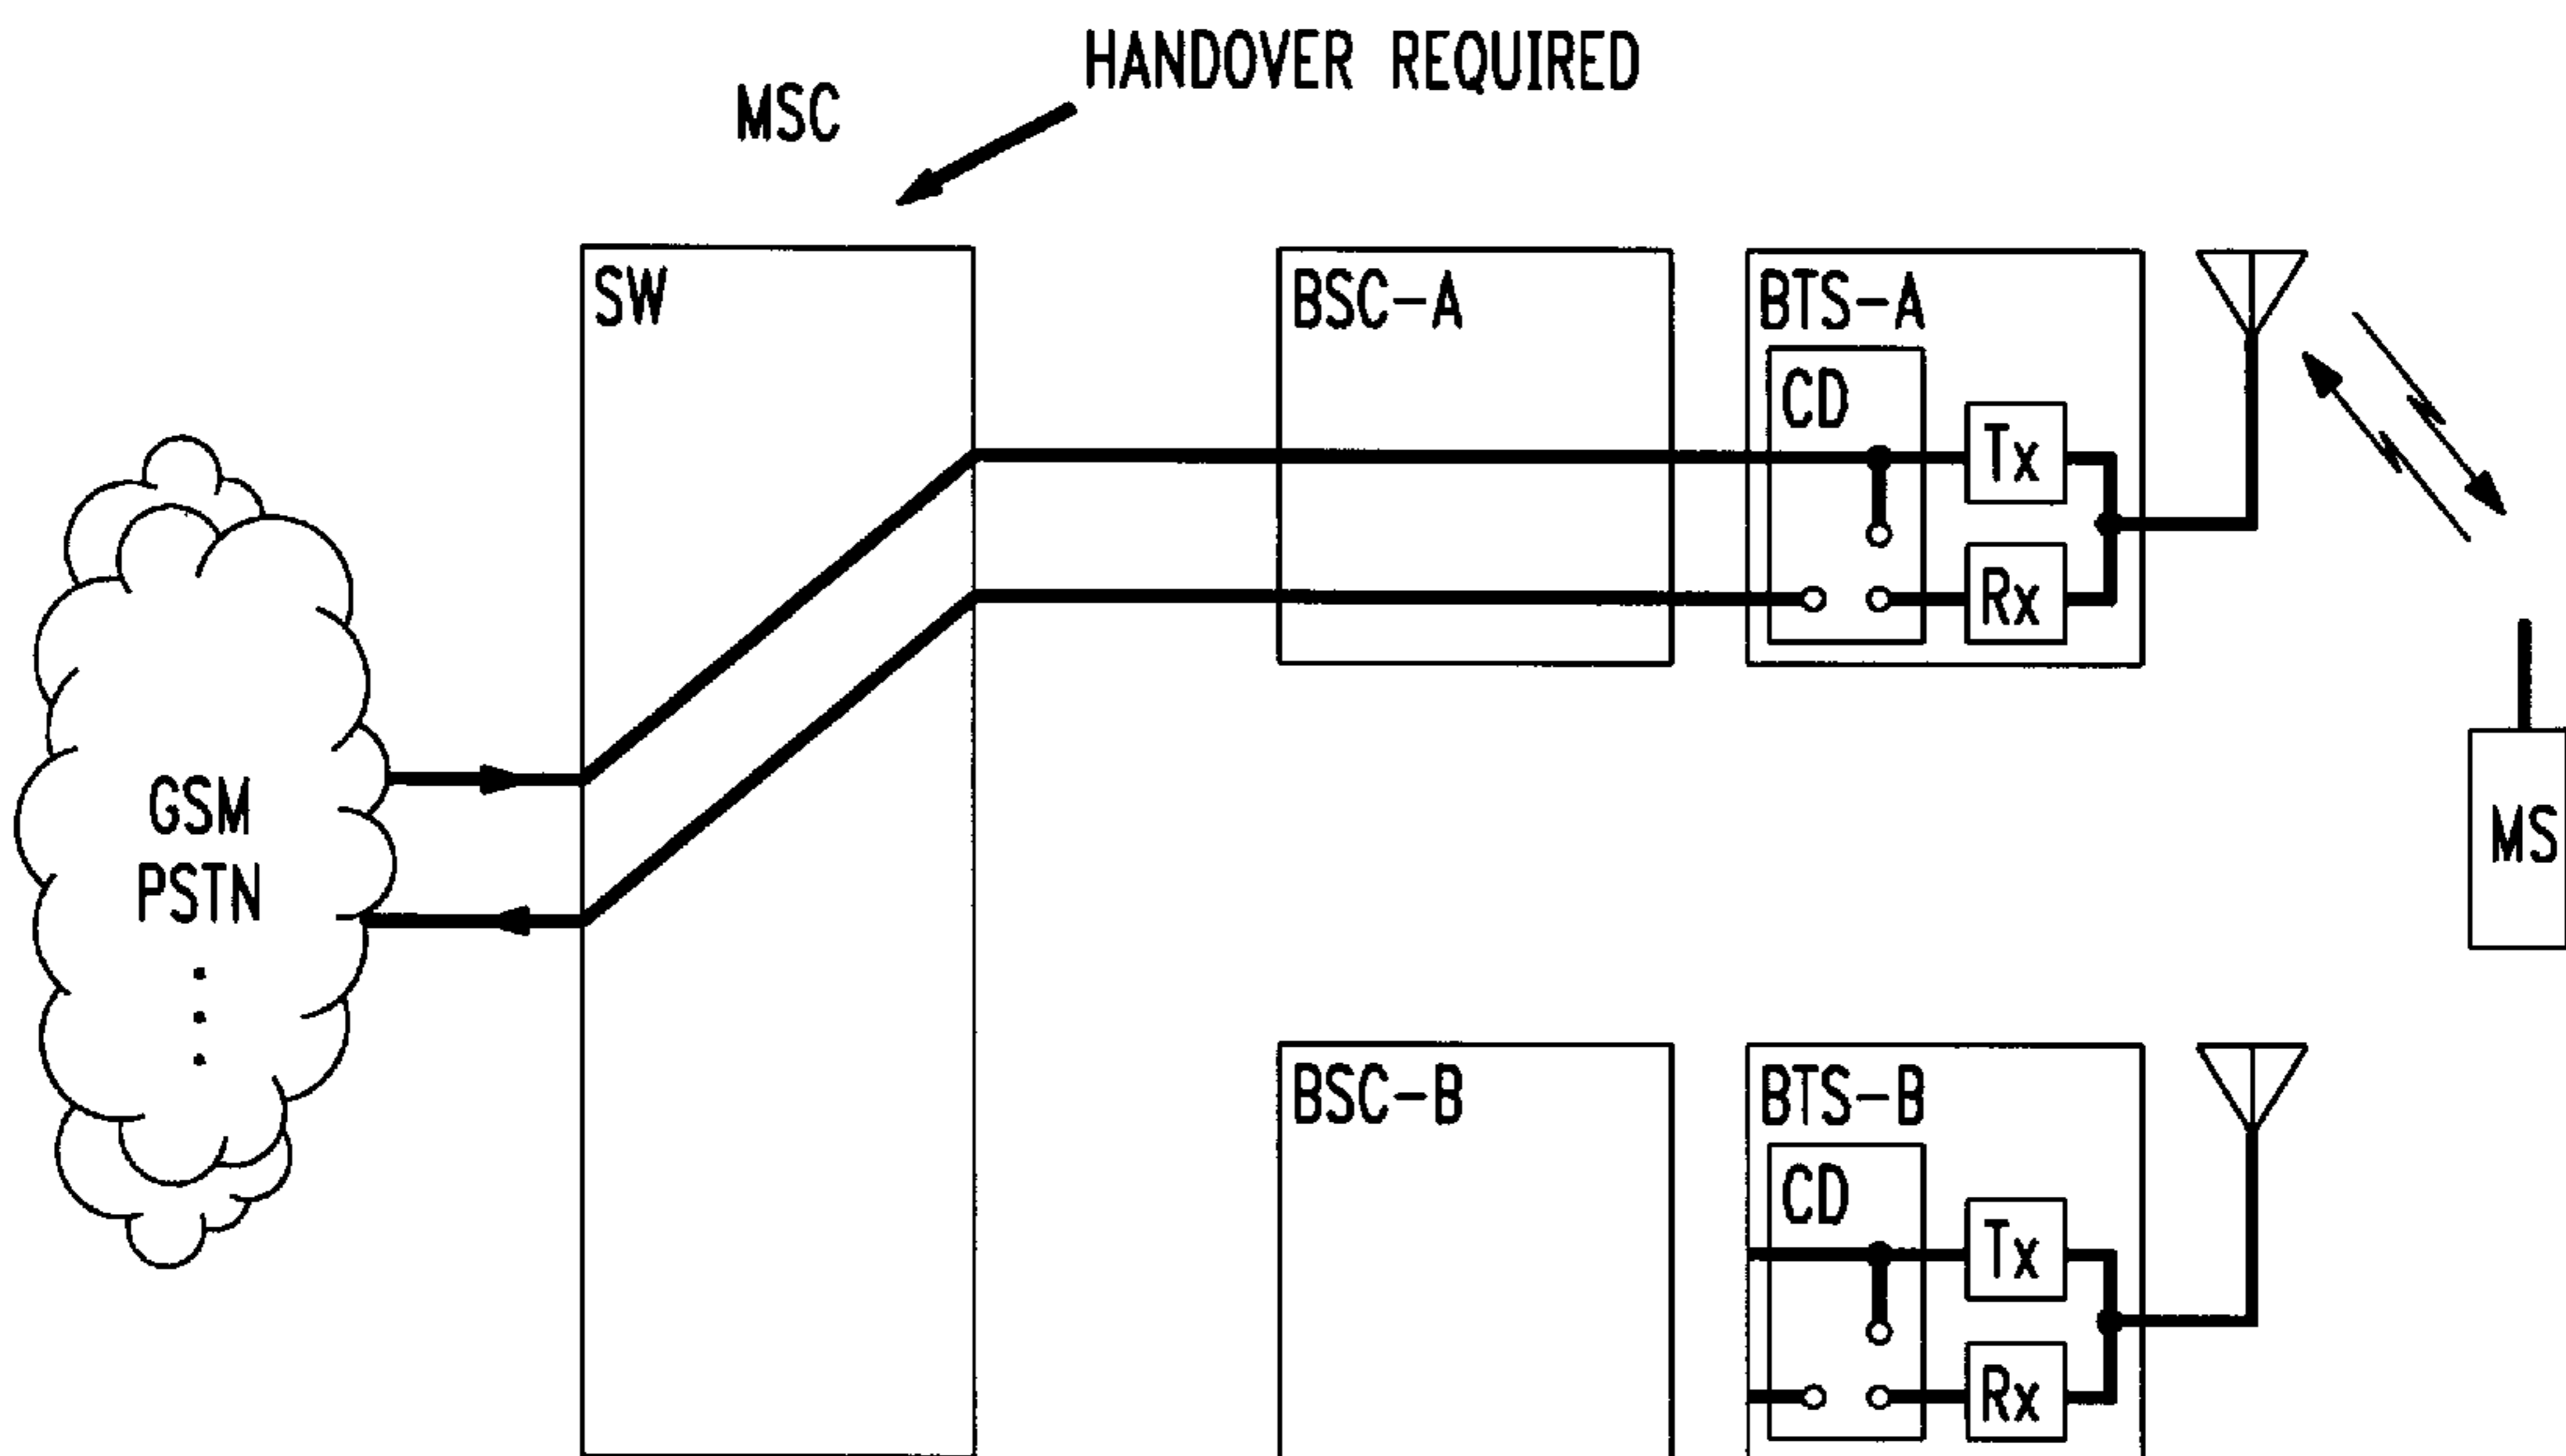 HANDOVER REQUIRED
MSC
SW
BSC-A
BTS-A
CD
Tx
Rx
GSM
PSTN
MS
BSC-B
BTS-B
CD
Tx
Rx